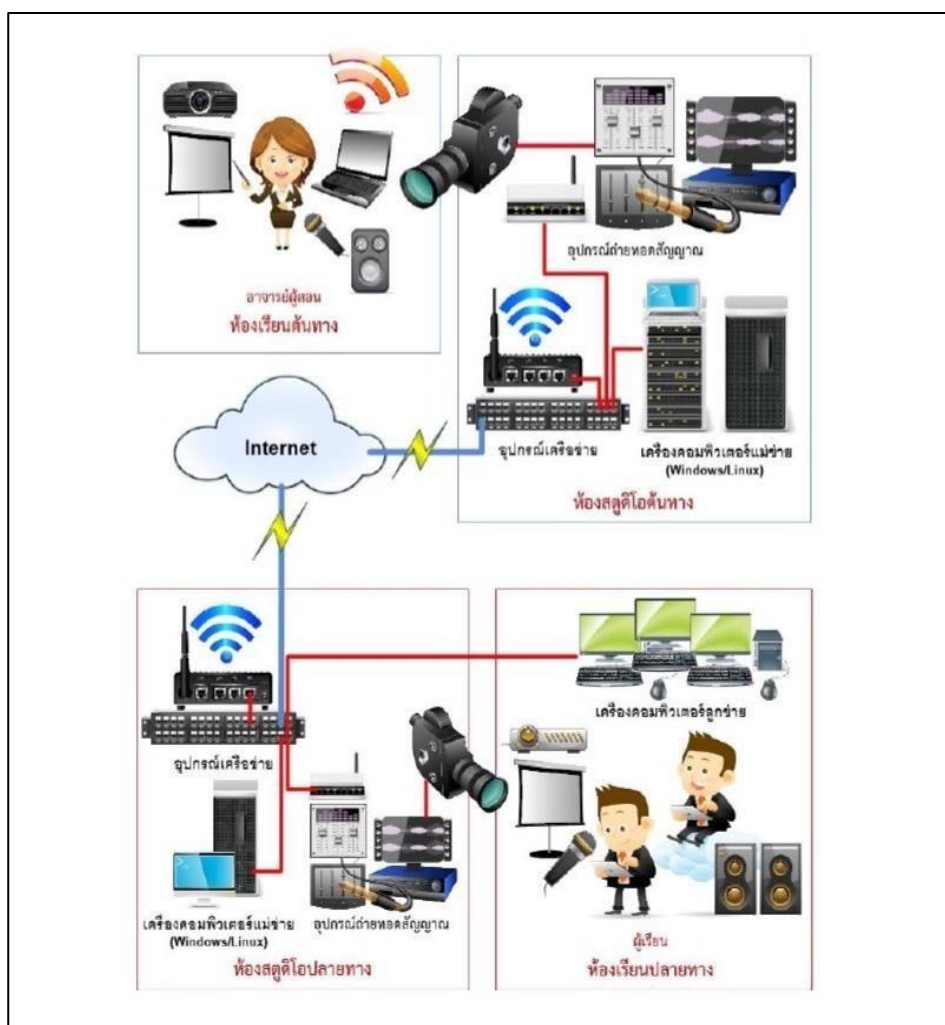 อุปกรณ์ถ่ายทอดสัญญาณ
อาจารย์ผู้สอน
ห้องเรียนต้นทาง
Internet
อุปกรณ์เครือข่าย
เครื่องคอมพิวเตอร์แม่ข่าย
(Windows/Linux)
ห้องสตูดิโอต้นทาง
เครื่องคอมพิวเตอร์ลูกข่าย
อุปกรณ์เครือข่าย
เครื่องคอมพิวเตอร์แม่ข่าย
(Windows/Linux)
อุปกรณ์ถ่ายทอดสัญญาณ
ห้องสตูดิโอปลายทาง
ผู้เรียน
ห้องเรียนปลายทาง